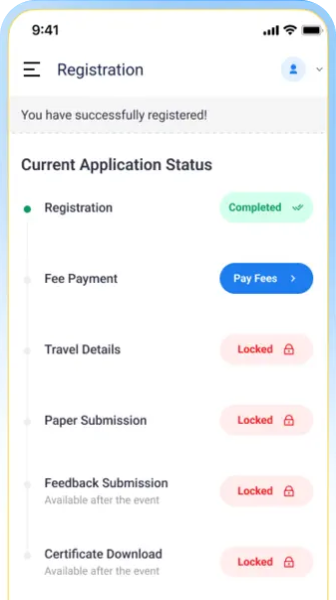 9:41
Registration
You have successfully registered!
Current Application Status
Registration
Completed
Fee Payment
Pay Fees
Travel Details
Locked
Paper Submission
Locked
Feedback Submission
Available after the event
Locked
Certificate Download
Available after the event
Locked